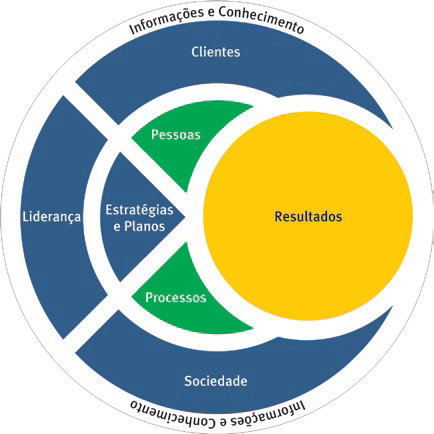 Informações e Conhecimento
Clientes
Pessoas
Liderança
Estratégias
e Planos
Resultados
Processos
Sociedade
Informações e Conhecimento